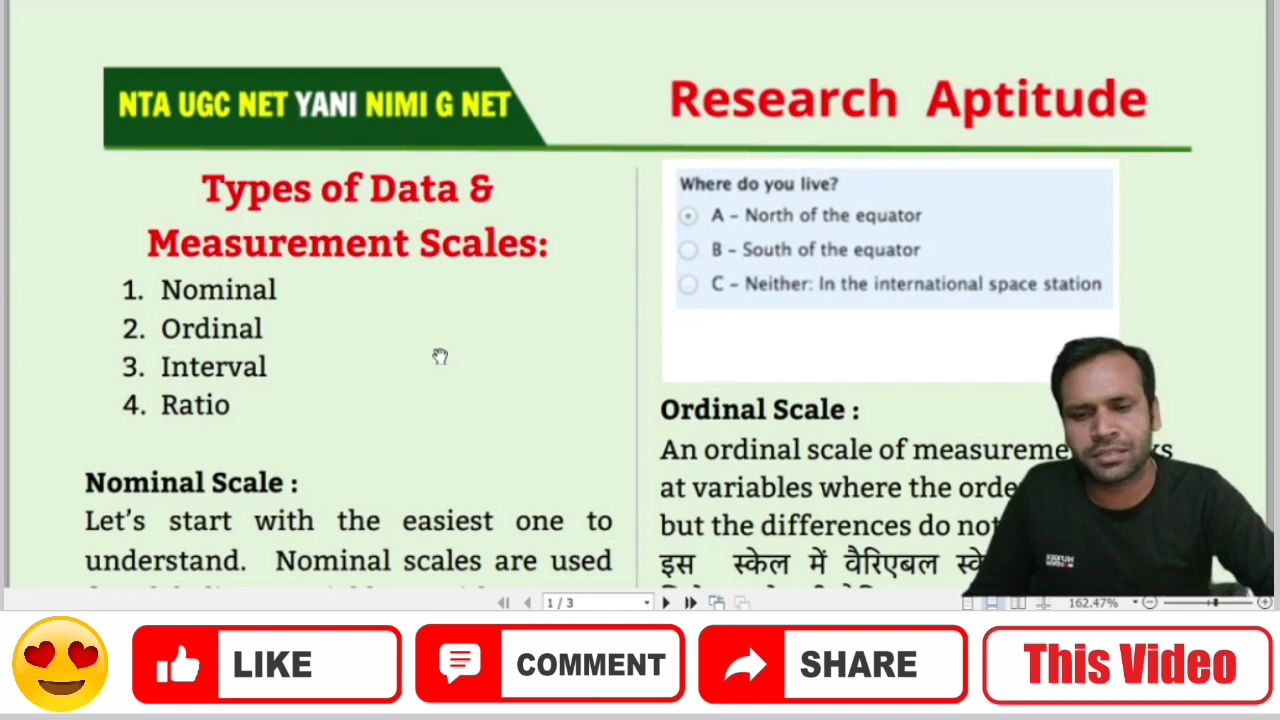 NTA UGC NET YANI NIMI G NET
Research Aptitude
Types of Data &
Measurement Scales:
1. Nominal
2. Ordinal
3. Interval
4. Ratio
Nominal Scale :
Let's start with the easiest one to
understand. Nominal scales are used
Where do you live?
A – North of the equator
B – South of the equator
C – Neither: In the international space station
Ordinal Scale :
An ordinal scale of
at variables where the
but the differences do
इस स्केल में वैरिएबल
1 / 3
162.47%
LIKE
COMMENT
SHARE
This Video